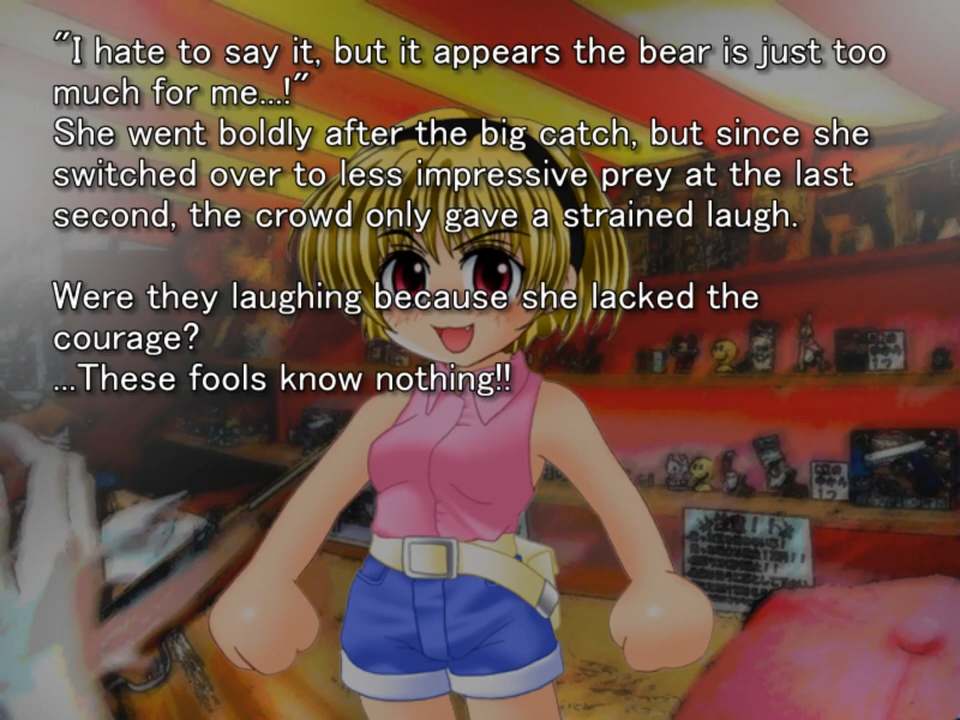 "I hate to say it, but it appears the bear is just too
much for me...!"
She went boldly after the big catch, but since she
switched over to less impressive prey at the last
second, the crowd only gave a strained laugh.
Were they laughing because she lacked the
courage?
...These fools know nothing!!